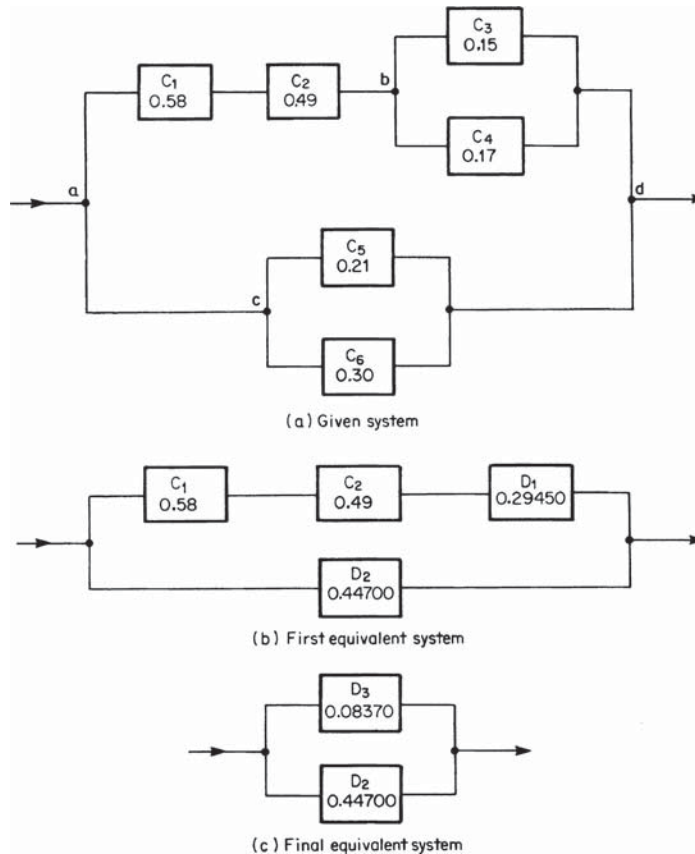 C₃
0.15
C₁
0.58
C₂
0.49
b
C₄
0.17
a
d
C₅
0.21
c
C₆
0.30
(a) Given system
C₁
0.58
C₂
0.49
D₁
0.29450
D₂
0.44700
(b) First equivalent system
D₃
0.08370
D₂
0.44700
(c) Final equivalent system